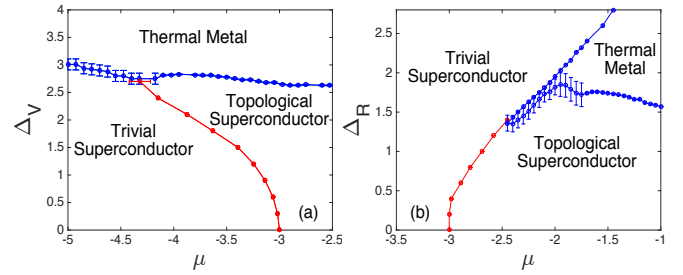 4
3.5
3
2.5
2
1.5
1
0.5
0
Δ_V
Thermal Metal
Topological
Superconductor
Trivial
Superconductor
(a)
-5 -4.5 -4 -3.5 -3 -2.5
μ
2.5
2
1.5
1
0.5
0
Δ_R
Trivial
Superconductor
Thermal
Metal
Topological
Superconductor
(b)
-3.5 -3 -2.5 -2 -1.5 -1
μ